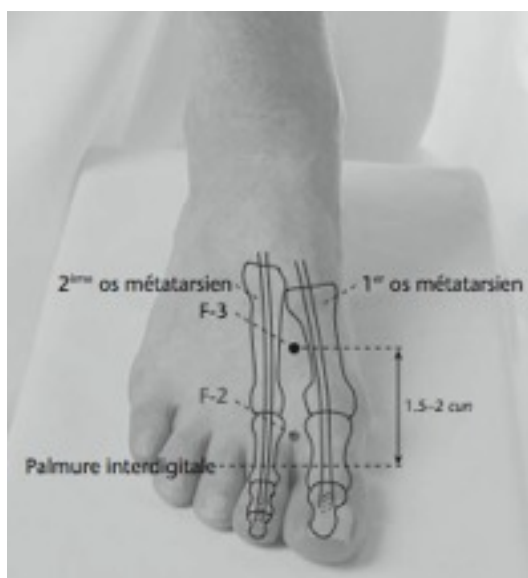 2ème os métatarsien
1er os métatarsien
F-3
1.5–2 cun
F-2
Palmure interdigitale